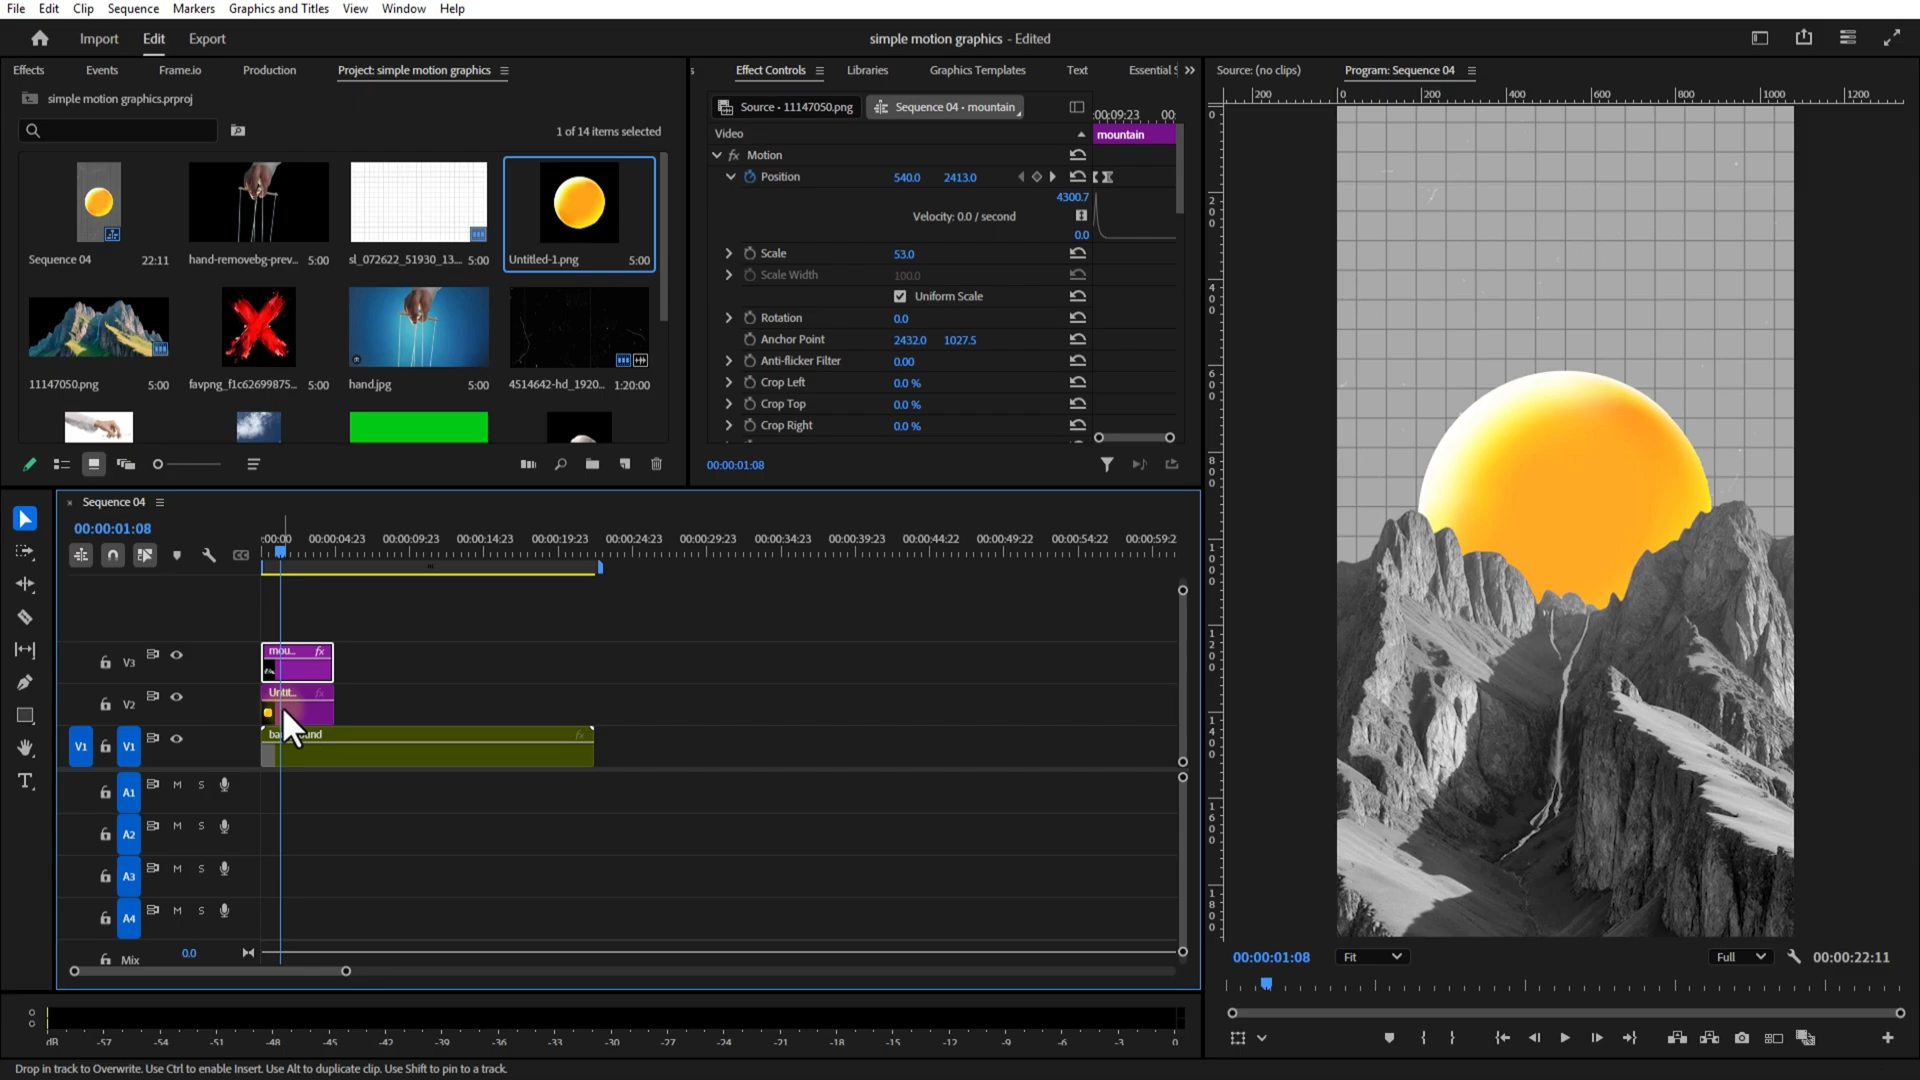 File Edit Clip Sequence Markers Graphics and Titles View Window Help
Import Edit Export
simple motion graphics - Edited
Effects Events Frame.io Production Project: simple motion graphics
simple motion graphics.prproj
1 of 14 items selected
Sequence 04 22:11
hand-removebg-prev... 5:00
sl_072622_51930_13... 5:00
Untitled-1.png 5:00
11147050.png 5:00
favpng_f1c62699875... 5:00
hand.jpg 5:00
4514642-hd_1920... 1:20:00
Effect Controls Libraries Graphics Templates Text Essential S
Source • 11147050.png Sequence 04 • mountain
:00:09:23 00:
Video mountain
fx Motion
Position 540.0 2413.0
4300.7
Velocity: 0.0 / second
0.0
Scale 53.0
Scale Width 100.0
Uniform Scale
Rotation 0.0
Anchor Point 2432.0 1027.5
Anti-flicker Filter 0.00
Crop Left 0.0 %
Crop Top 0.0 %
Crop Right 0.0 %
00:00:01:08
Source: (no clips) Program: Sequence 04
200 0 200 400 600 800 1000 1200
0
200
400
600
800
1000
1200
1400
1600
1800
00:00:01:08 Fit Full 00:00:22:11
Sequence 04
00:00:01:08
:00:00 00:00:04:23 00:00:09:23 00:00:14:23 00:00:19:23 00:00:24:23 00:00:29:23 00:00:34:23 00:00:39:23 00:00:44:22 00:00:49:22 00:00:54:22 00:00:59:2
CC
V3 mou... fx
V2 Untit... fx
V1 V1 fx
A1 M S
A2 M S
A3 M S
A4 M S
Mix 0.0
dB -57 -54 -51 -48 -45 -42 -39 -36 -33 -30 -27 -24 -21 -18 -15 -12 -9 -6 -3 0
Drop in track to Overwrite. Use Ctrl to enable Insert. Use Alt to duplicate clip. Use Shift to pin to a track.